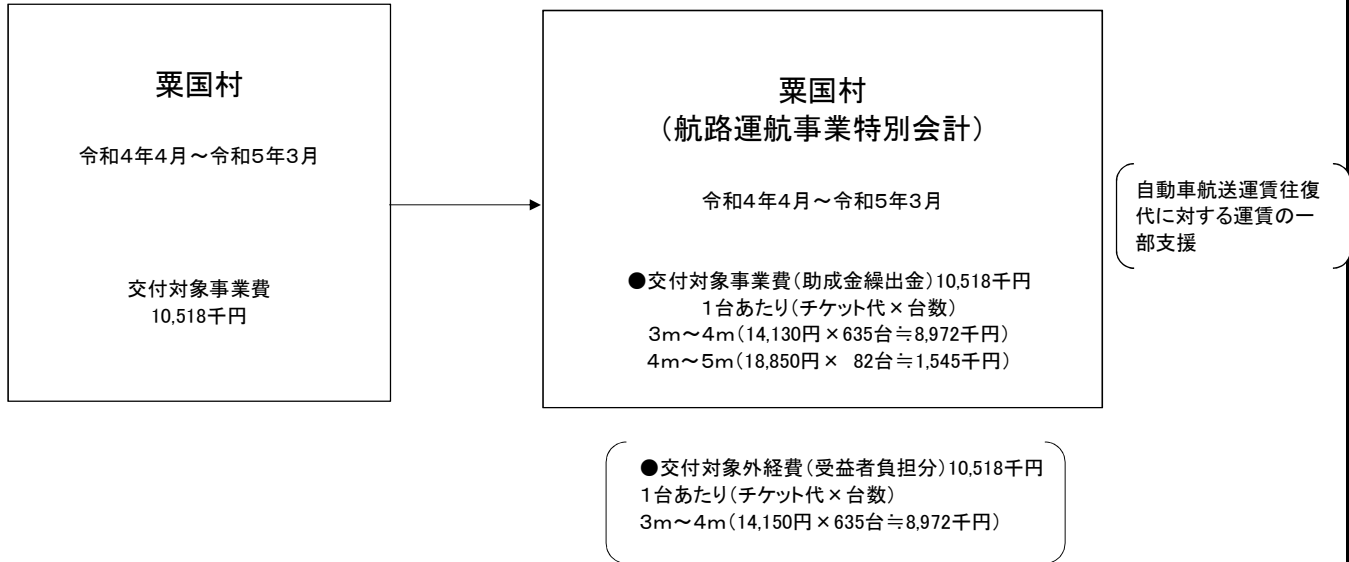 粟国村
令和4年4月～令和5年3月
交付対象事業費
10,518千円
粟国村
（航路運航事業特別会計）
令和4年4月～令和5年3月
●交付対象事業費（助成金繰出金）10,518千円
1台あたり（チケット代×台数）
3m～4m（14,130円×635台≒8,972千円）
4m～5m（18,850円×　82台≒1,545千円）
自動車航送運賃往復
代に対する運賃の一
部支援
●交付対象外経費（受益者負担分）10,518千円
1台あたり（チケット代×台数）
3m～4m（14,150円×635台≒8,972千円）